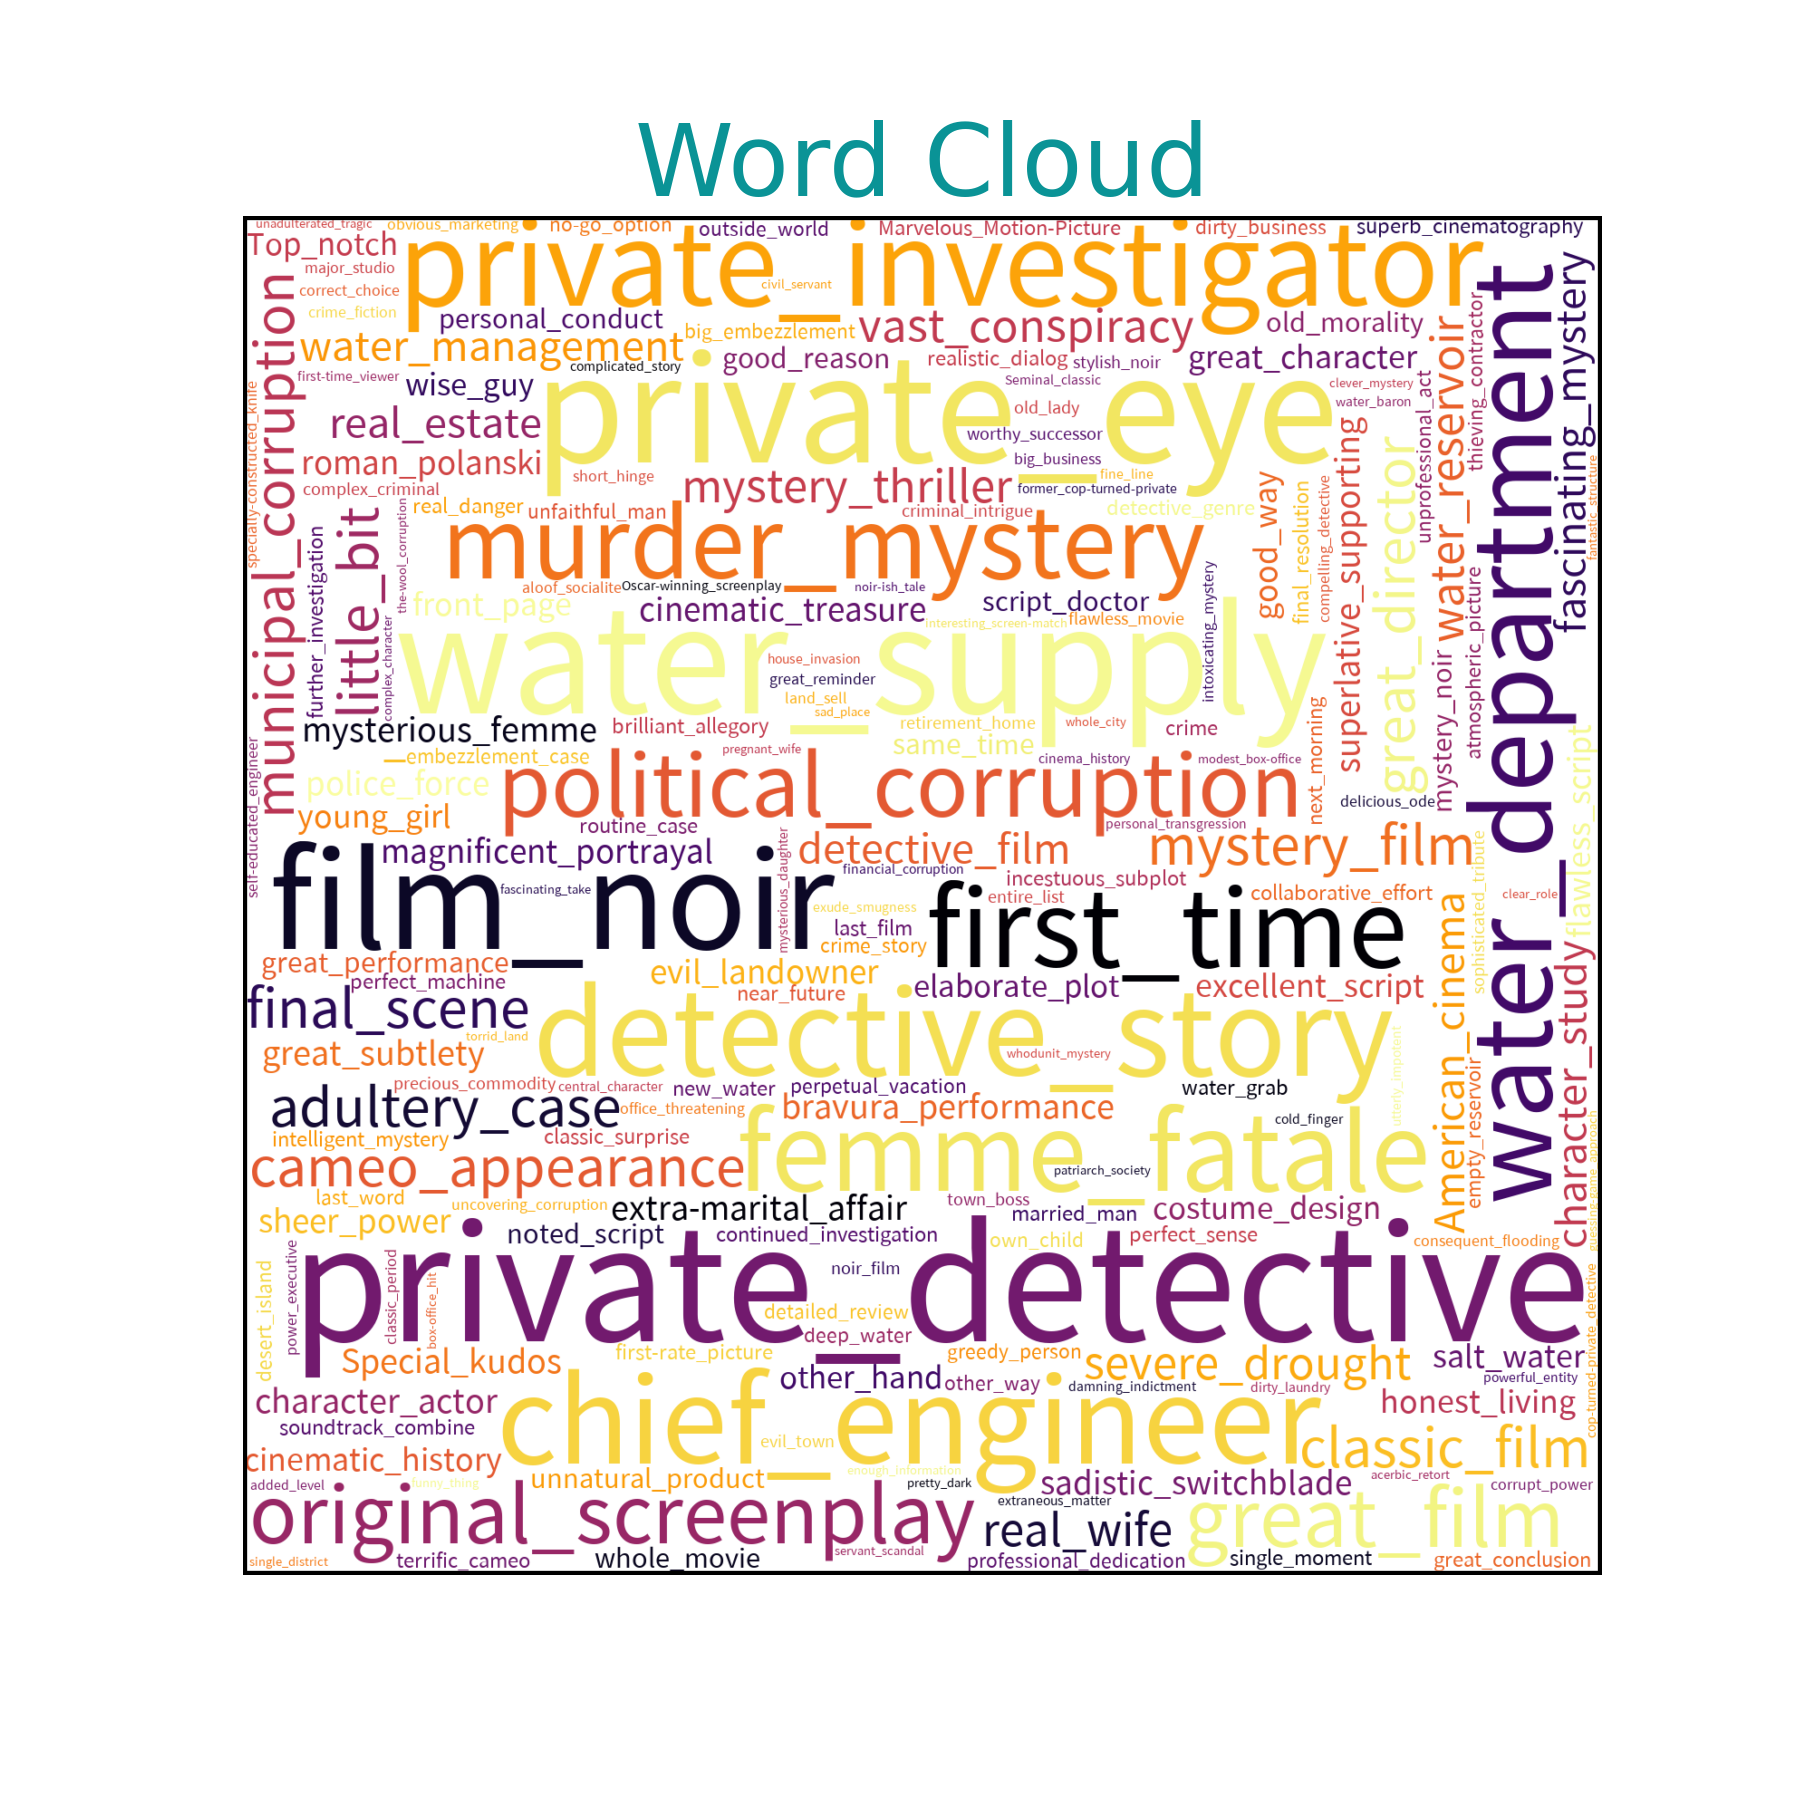 Word Cloud
unadulterated_tragic
obvious_marketing
no-go_option
outside_world
Marvelous_Motion-Picture
dirty_business
superb_cinematography
Top_notch
private_investigator
major_studio
correct_choice
civil_servant
crime_fiction
personal_conduct
big_embezzlement
vast_conspiracy
old_morality
water_management
complicated_story
good_reason
realistic_dialog
stylish_noir
great_character
first-time_viewer
wise_guy
private_eye
Seminal_classic
clever_mystery
water_baron
old_lady
real_estate
worthy_successor
roman_polanski
big_business
short_hinge
mystery_thriller
fine_line
former_cop-turned-private
complex_criminal
real_danger
unfaithful_man
criminal_intrigue
detective_genre
murder_mystery
municipal_corruption
specially-constructed_knife
little_bit
further_investigation
the-wool_corruption
complex_character
good_way
final_resolution
compelling_detective
superlative_supporting
great_director
unprofessional_act
water_reservoir
thieving_contractor
water_department
fascinating_mystery
fantastic_structure
aloof_socialite
Oscar-winning_screenplay
noir-ish_tale
intoxicating_mystery
front_page
cinematic_treasure
script_doctor
interesting_screen-match
flawless_movie
water_supply
house_invasion
great_reminder
land_sell
sad_place
mystery_noir
atmospheric_picture
mysterious_femme
brilliant_allegory
retirement_home
whole_city
crime
next_morning
same_time
pregnant_wife
_embezzlement_case
cinema_history
modest_box-office
police_force
political_corruption
delicious_ode
self-educated_engineer
young_girl
routine_case
personal_transgression
flawless_script
film_noir
magnificent_portrayal
mysterious_daughter
detective_film
mystery_film
financial_corruption
incestuous_subplot
fascinating_take
entire_list
collaborative_effort
clear_role
sophisticated_tribute
exude_smugness
first_time
last_film
crime_story
great_performance
evil_landowner
perfect_machine
near_future
elaborate_plot
excellent_script
American_cinema
character_study
final_scene
detective_story
torrid_land
great_subtlety
whodunit_mystery
utterly_impotent
precious_commodity
central_character
new_water
perpetual_vacation
water_grab
empty_reservoir
adultery_case
office_threatening
bravura_performance
cold_finger
intelligent_mystery
classic_surprise
femme_fatale
guessing-game_approach
cameo_appearance
patriarch_society
last_word
uncovering_corruption
extra-marital_affair
town_boss
married_man
costume_design
sheer_power
noted_script
continued_investigation
own_child
perfect_sense
consequent_flooding
private_detective
desert_island
power_executive
classic_period
box-office_hit
noir_film
cop-turned-private_detective
detailed_review
deep_water
first-rate_picture
greedy_person
Special_kudos
severe_drought
salt_water
other_hand
other_way
damning_indictment
dirty_laundry
powerful_entity
character_actor
chief_engineer
honest_living
soundtrack_combine
evil_town
classic_film
cinematic_history
added_level
funny_thing
unnatural_product
enough_information
pretty_dark
sadistic_switchblade
acerbic_retort
corrupt_power
original_screenplay
extraneous_matter
real_wife
great_film
single_district
terrific_cameo
whole_movie
servant_scandal
professional_dedication
single_moment
great_conclusion